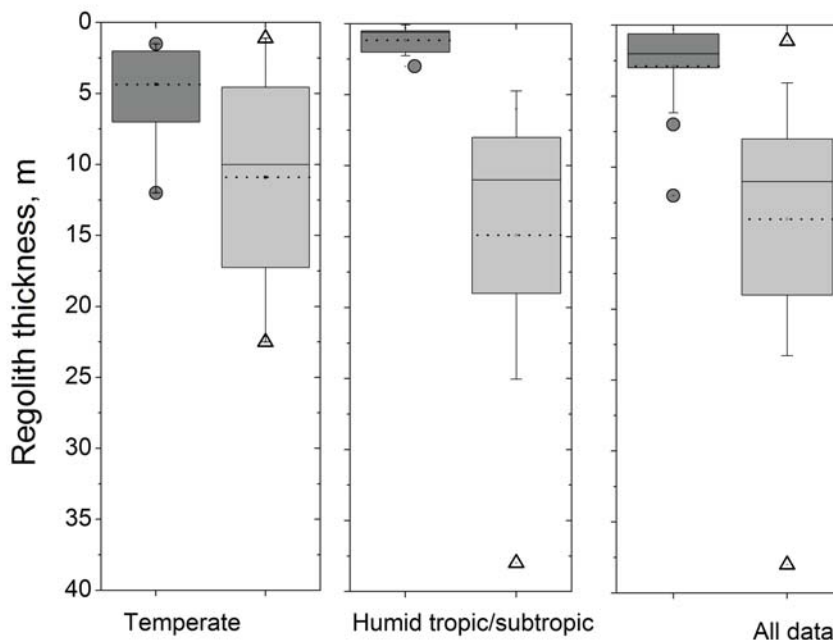 Regolith thickness, m
0
5
10
15
20
25
30
35
40
Temperate
Humid tropic/subtropic
All data